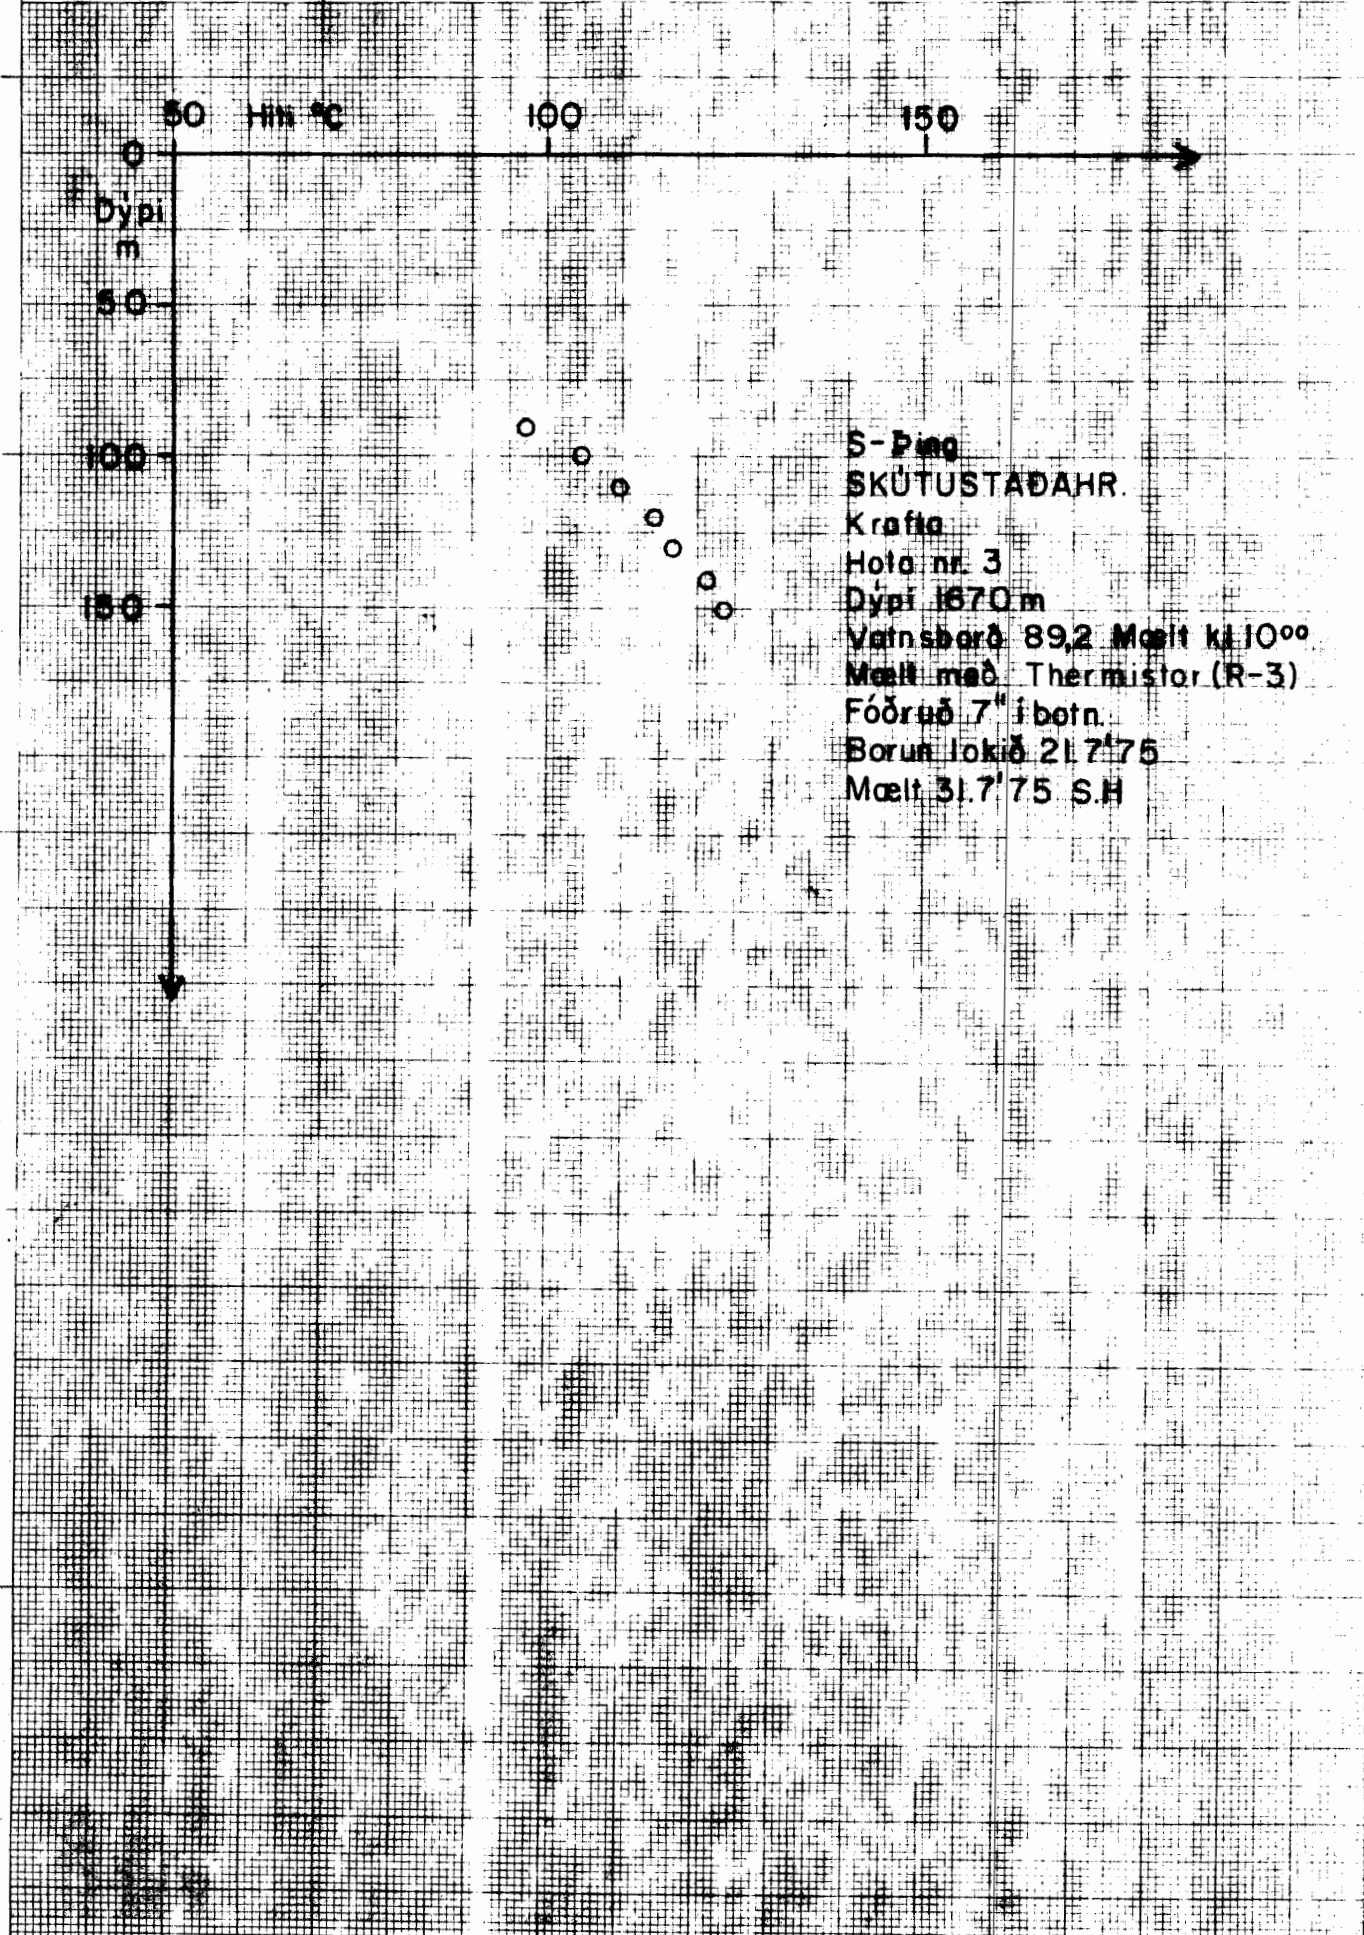 50 Hiti °C 100 150
0
Dýpi
m
50
100
150
S-Þing
SKÚTUSTAÐAHR.
Krafla
Hola nr. 3
Dýpi 1670 m
Vatnsborð 89,2 Mælt kl 10⁰⁰
Mælt með Thermistor (R-3)
Fóðruð 7" í botn.
Borun lokið 21.7'75
Mælt 31.7'75 S.H